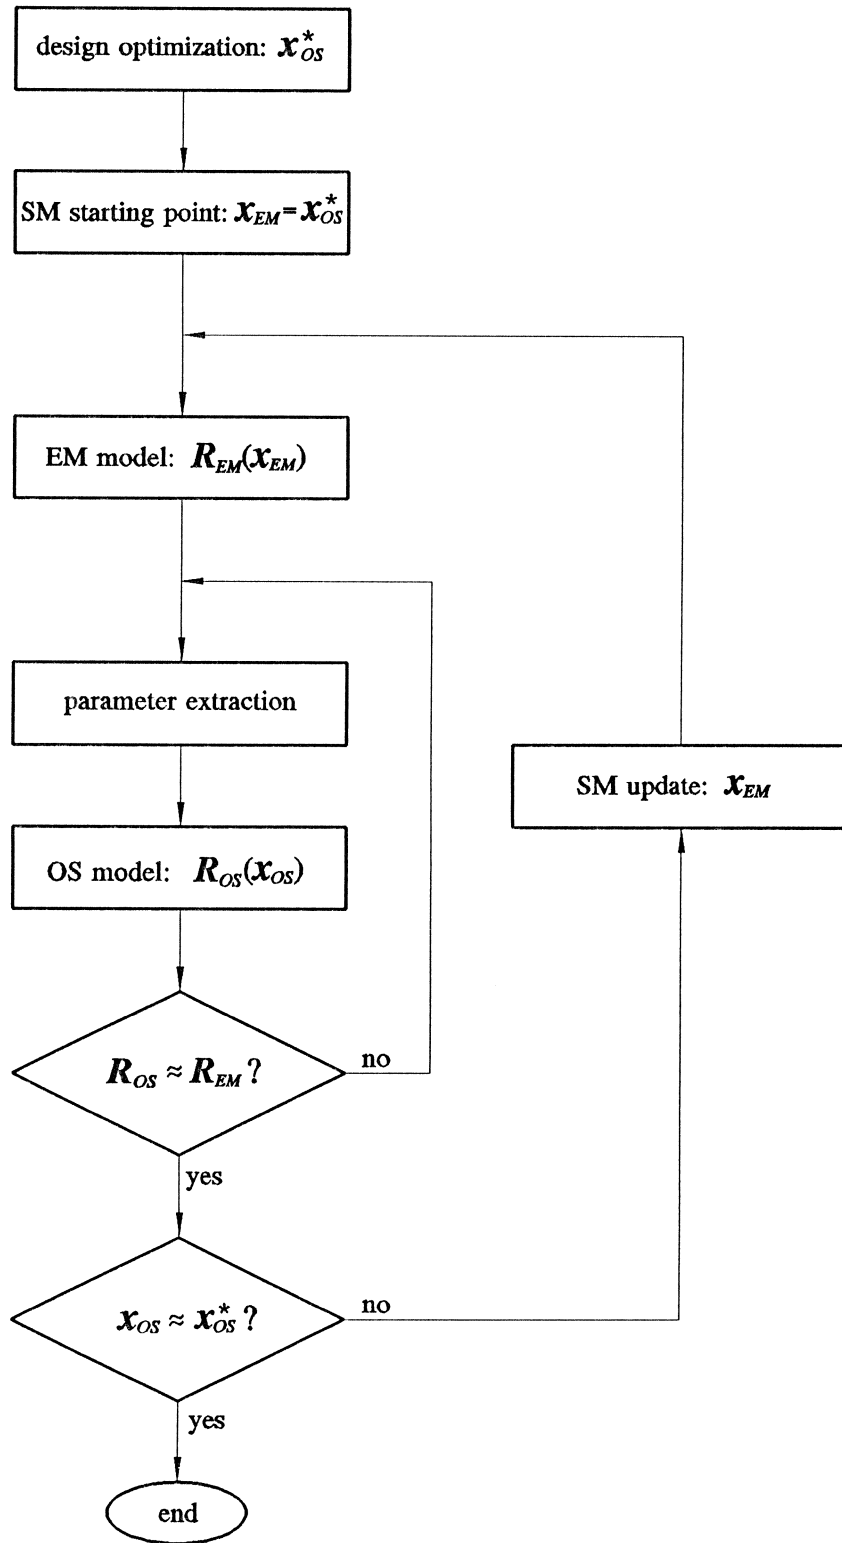 design optimization: x*OS
SM starting point: xEM = x*OS
EM model: REM(xEM)
parameter extraction
SM update: xEM
OS model: ROS(xOS)
ROS ≈ REM ?
no
yes
xOS ≈ x*OS ?
no
yes
end